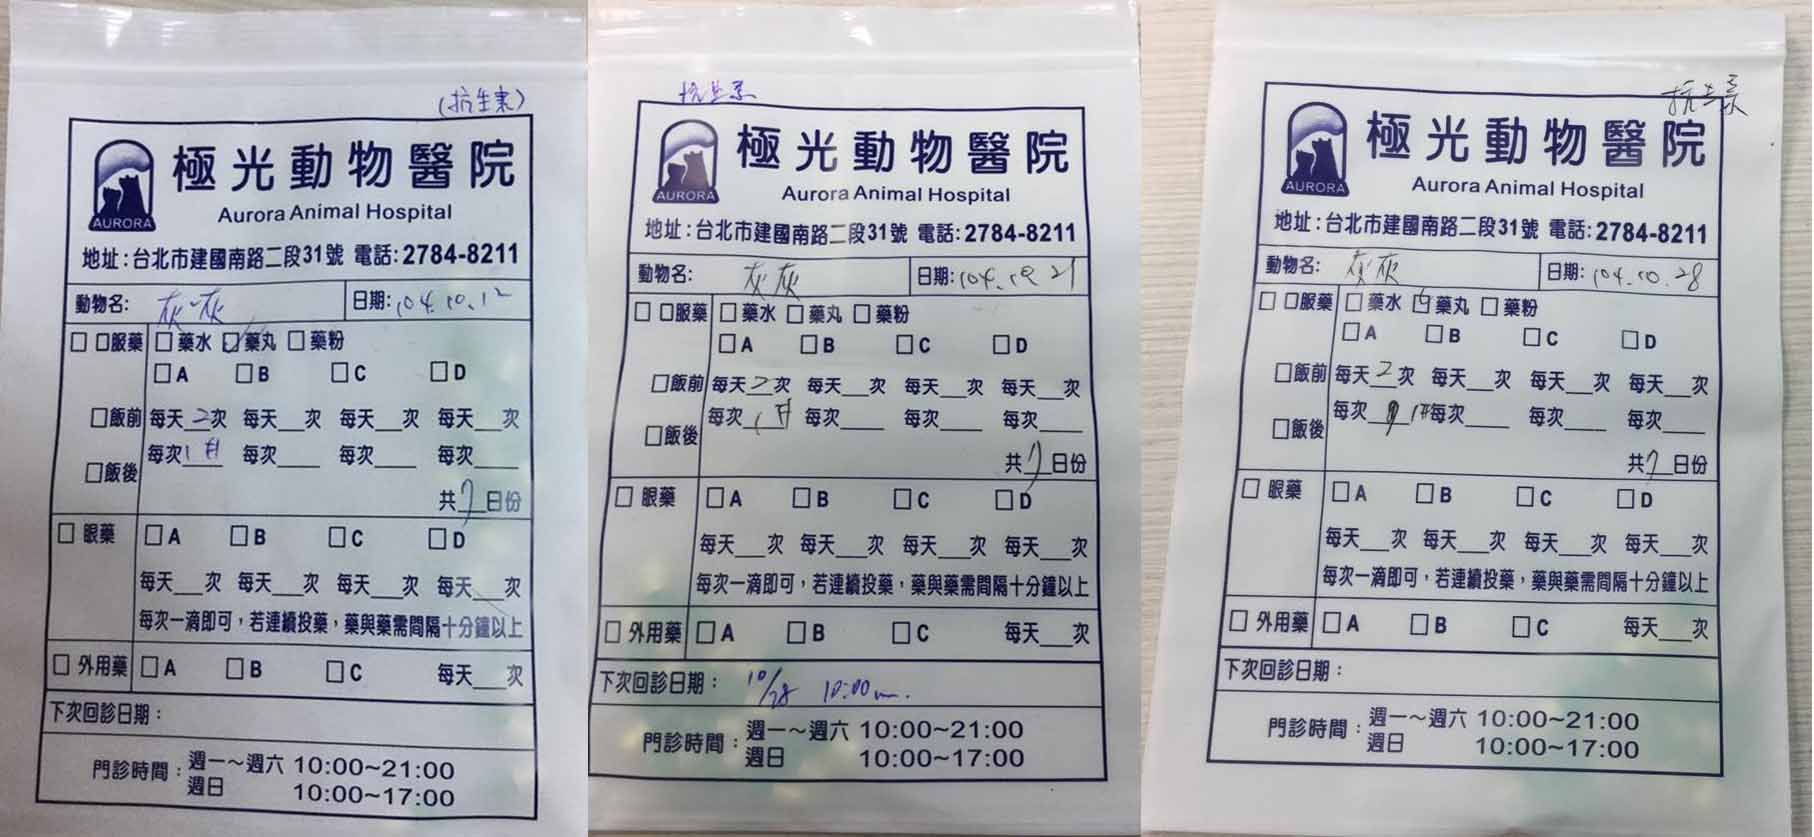 (抗生素)
極光動物醫院
AURORA
Aurora Animal Hospital
地址:台北市建國南路二段31號 電話:2784-8211
動物名: 灰灰 日期:104.10.12
□ □服藥 □藥水 ☑藥丸 □藥粉
□A □B □C □D
□飯前 每天2次 每天__次 每天__次 每天__次
□飯後 每次1月 每次___ 每次___ 每次___
共7日份
□ 眼藥 □A □B □C □D
每天__次 每天__次 每天__次 每天__次
每次一滴即可,若連續投藥,藥與藥需間隔十分鐘以上
□ 外用藥 □A □B □C 每天__次
下次回診日期:
門診時間: 週一~週六 10:00~21:00
週日 10:00~17:00
抗生素
極光動物醫院
AURORA
Aurora Animal Hospital
地址:台北市建國南路二段31號 電話:2784-8211
動物名: 灰灰 日期:104.10.21
□ □服藥 □藥水 □藥丸 □藥粉
□A □B □C □D
□飯前 每天2次 每天__次 每天__次 每天__次
□飯後 每次1月 每次___ 每次___ 每次___
共7日份
□ 眼藥 □A □B □C □D
每天__次 每天__次 每天__次 每天__次
每次一滴即可,若連續投藥,藥與藥需間隔十分鐘以上
□ 外用藥 □A □B □C 每天__次
下次回診日期: 10/28 10:00
門診時間: 週一~週六 10:00~21:00
週日 10:00~17:00
抗生素
極光動物醫院
AURORA
Aurora Animal Hospital
地址:台北市建國南路二段31號 電話:2784-8211
動物名: 灰灰 日期:104.10.28
□ □服藥 □藥水 ☑藥丸 □藥粉
□A □B □C □D
□飯前 每天2次 每天__次 每天__次 每天__次
□飯後 每次 1 每次___ 每次___ 每次___
共7日份
□ 眼藥 □A □B □C □D
每天__次 每天__次 每天__次 每天__次
每次一滴即可,若連續投藥,藥與藥需間隔十分鐘以上
□ 外用藥 □A □B □C 每天__次
下次回診日期:
門診時間: 週一~週六 10:00~21:00
週日 10:00~17:00